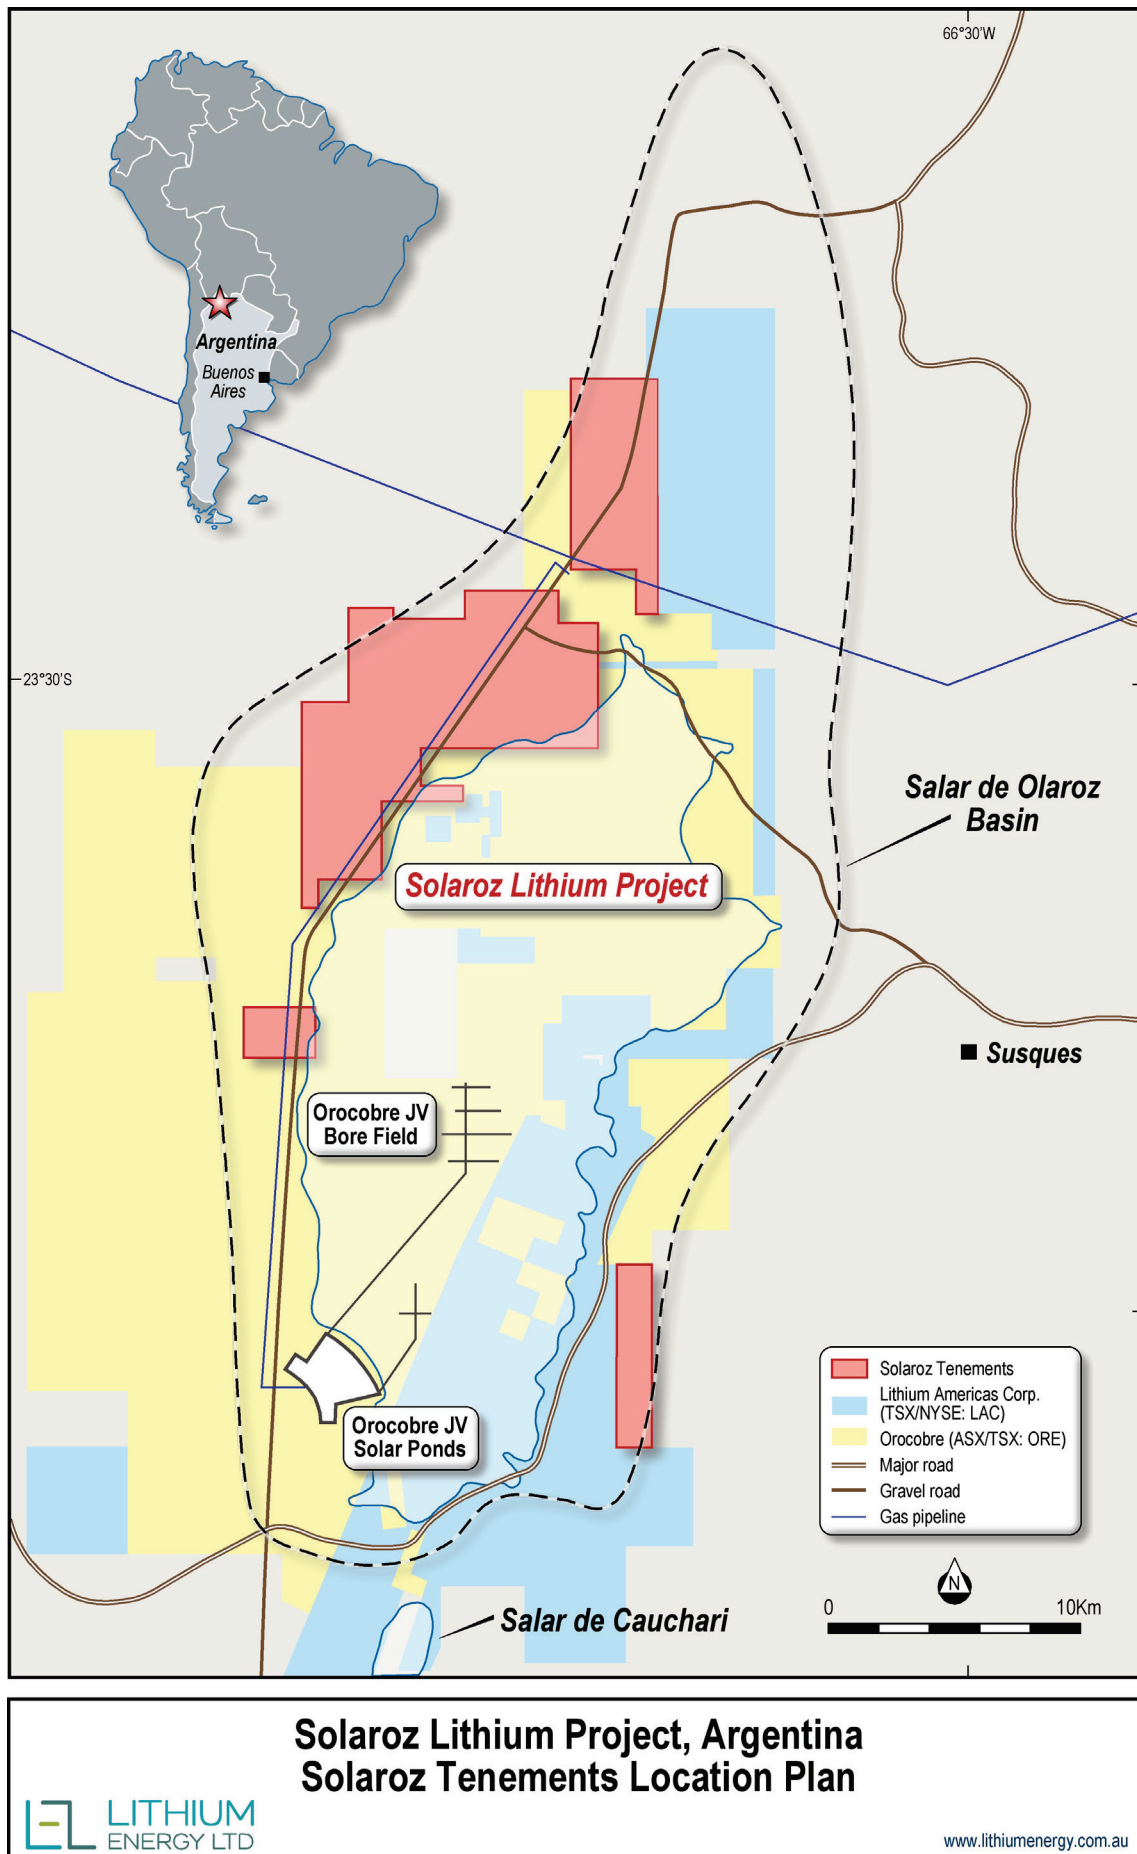 66°30'W
Argentina
Buenos
Aires
23°30'S
Salar de Olaroz
Basin
Solaroz Lithium Project
Susques
Orocobre JV
Bore Field
Orocobre JV
Solar Ponds
Solaroz Tenements
Lithium Americas Corp.
(TSX/NYSE: LAC)
Orocobre (ASX/TSX: ORE)
Major road
Gravel road
Gas pipeline
N
0 10Km
Salar de Cauchari
Solaroz Lithium Project, Argentina
Solaroz Tenements Location Plan
LEL LITHIUM
ENERGY LTD
www.lithiumenergy.com.au